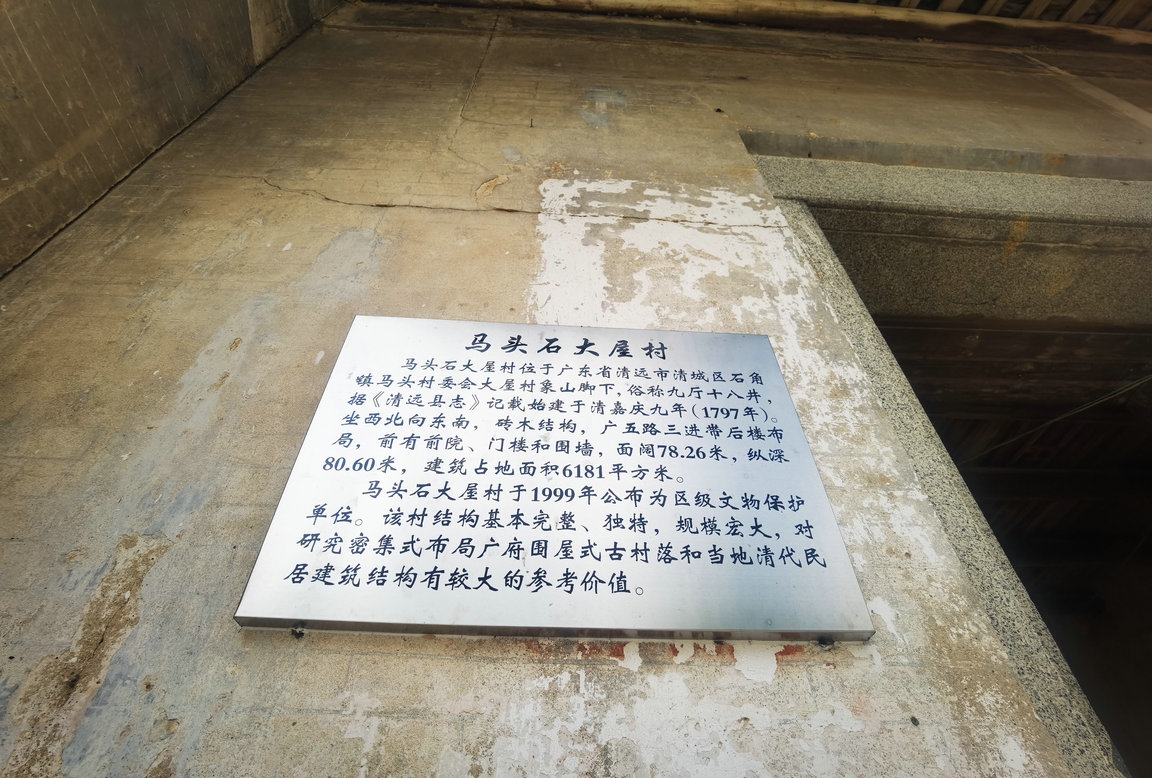 马头石大屋村
马头石大屋村位于广东省清远市清城区石角
镇马头村委会大屋村象山脚下，俗称九厅十八井，
据《清远县志》记载始建于清嘉庆九年（1797年）。
坐西北向东南，砖木结构，广五路三进带后楼布
局，前有前院、门楼和围墙，面阔78.26米，纵深
80.60米，建筑占地面积6181平方米。
马头石大屋村于1999年公布为区级文物保护
单位。该村结构基本完整、独特，规模宏大，对
研究密集式布局广府围屋式古村落和当地清代民
居建筑结构有较大的参考价值。